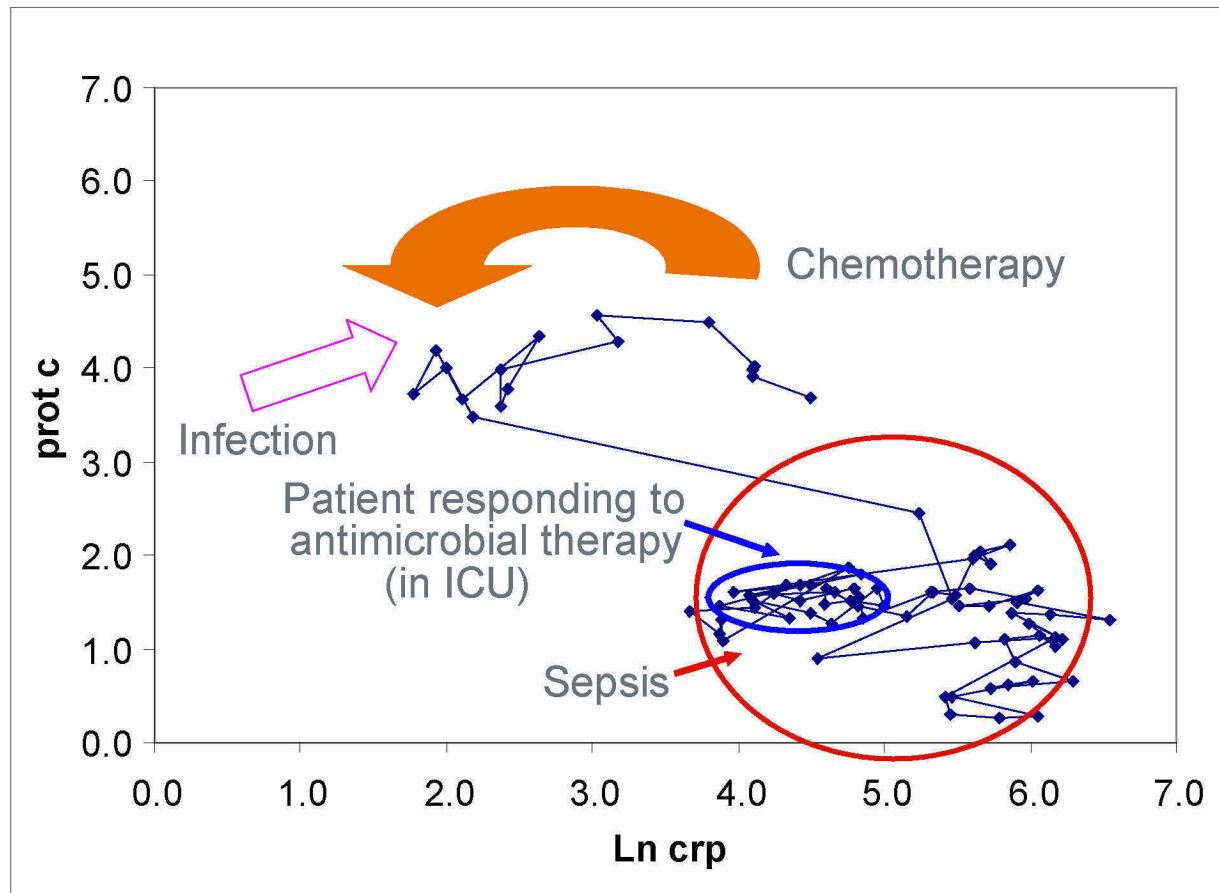 7.0
6.0
5.0
4.0
3.0
2.0
1.0
0.0
prot c
Chemotherapy
Infection
Patient responding to
antimicrobial therapy
(in ICU)
Sepsis
0.0 1.0 2.0 3.0 4.0 5.0 6.0 7.0
Ln crp